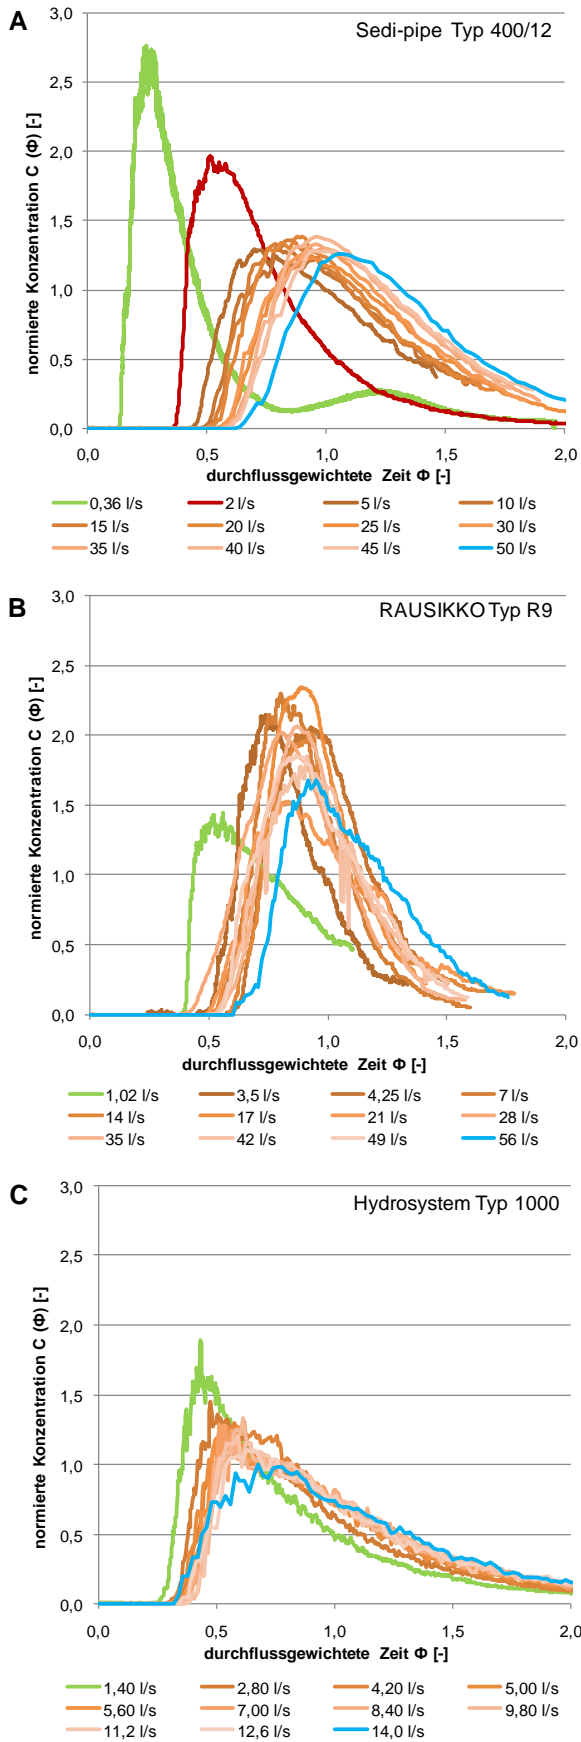 A
Sedi-pipe Typ 400/12
normierte Konzentration C (Φ) [-]
3,0
2,5
2,0
1,5
1,0
0,5
0,0
0,0 0,5 1,0 1,5 2,0
durchflussgewichtete Zeit Φ [-]
0,36 l/s 2 l/s 5 l/s 10 l/s
15 l/s 20 l/s 25 l/s 30 l/s
35 l/s 40 l/s 45 l/s 50 l/s
B
RAUSIKKO Typ R9
normierte Konzentration C (Φ) [-]
3,0
2,5
2,0
1,5
1,0
0,5
0,0
0,0 0,5 1,0 1,5 2,0
durchflussgewichtete Zeit Φ [-]
1,02 l/s 3,5 l/s 4,25 l/s 7 l/s
14 l/s 17 l/s 21 l/s 28 l/s
35 l/s 42 l/s 49 l/s 56 l/s
C
Hydrosystem Typ 1000
normierte Konzentration C (Φ) [-]
3,0
2,5
2,0
1,5
1,0
0,5
0,0
0,0 0,5 1,0 1,5 2,0
durchflussgewichtete Zeit Φ [-]
1,40 l/s 2,80 l/s 4,20 l/s 5,00 l/s
5,60 l/s 7,00 l/s 8,40 l/s 9,80 l/s
11,2 l/s 12,6 l/s 14,0 l/s